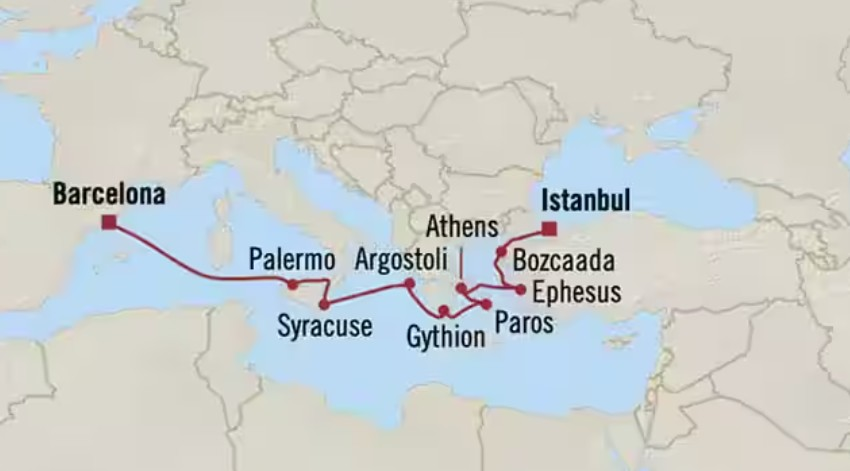 Barcelona
Istanbul
Athens
Palermo
Argostoli
Bozcaada
Ephesus
Syracuse
Gythion
Paros